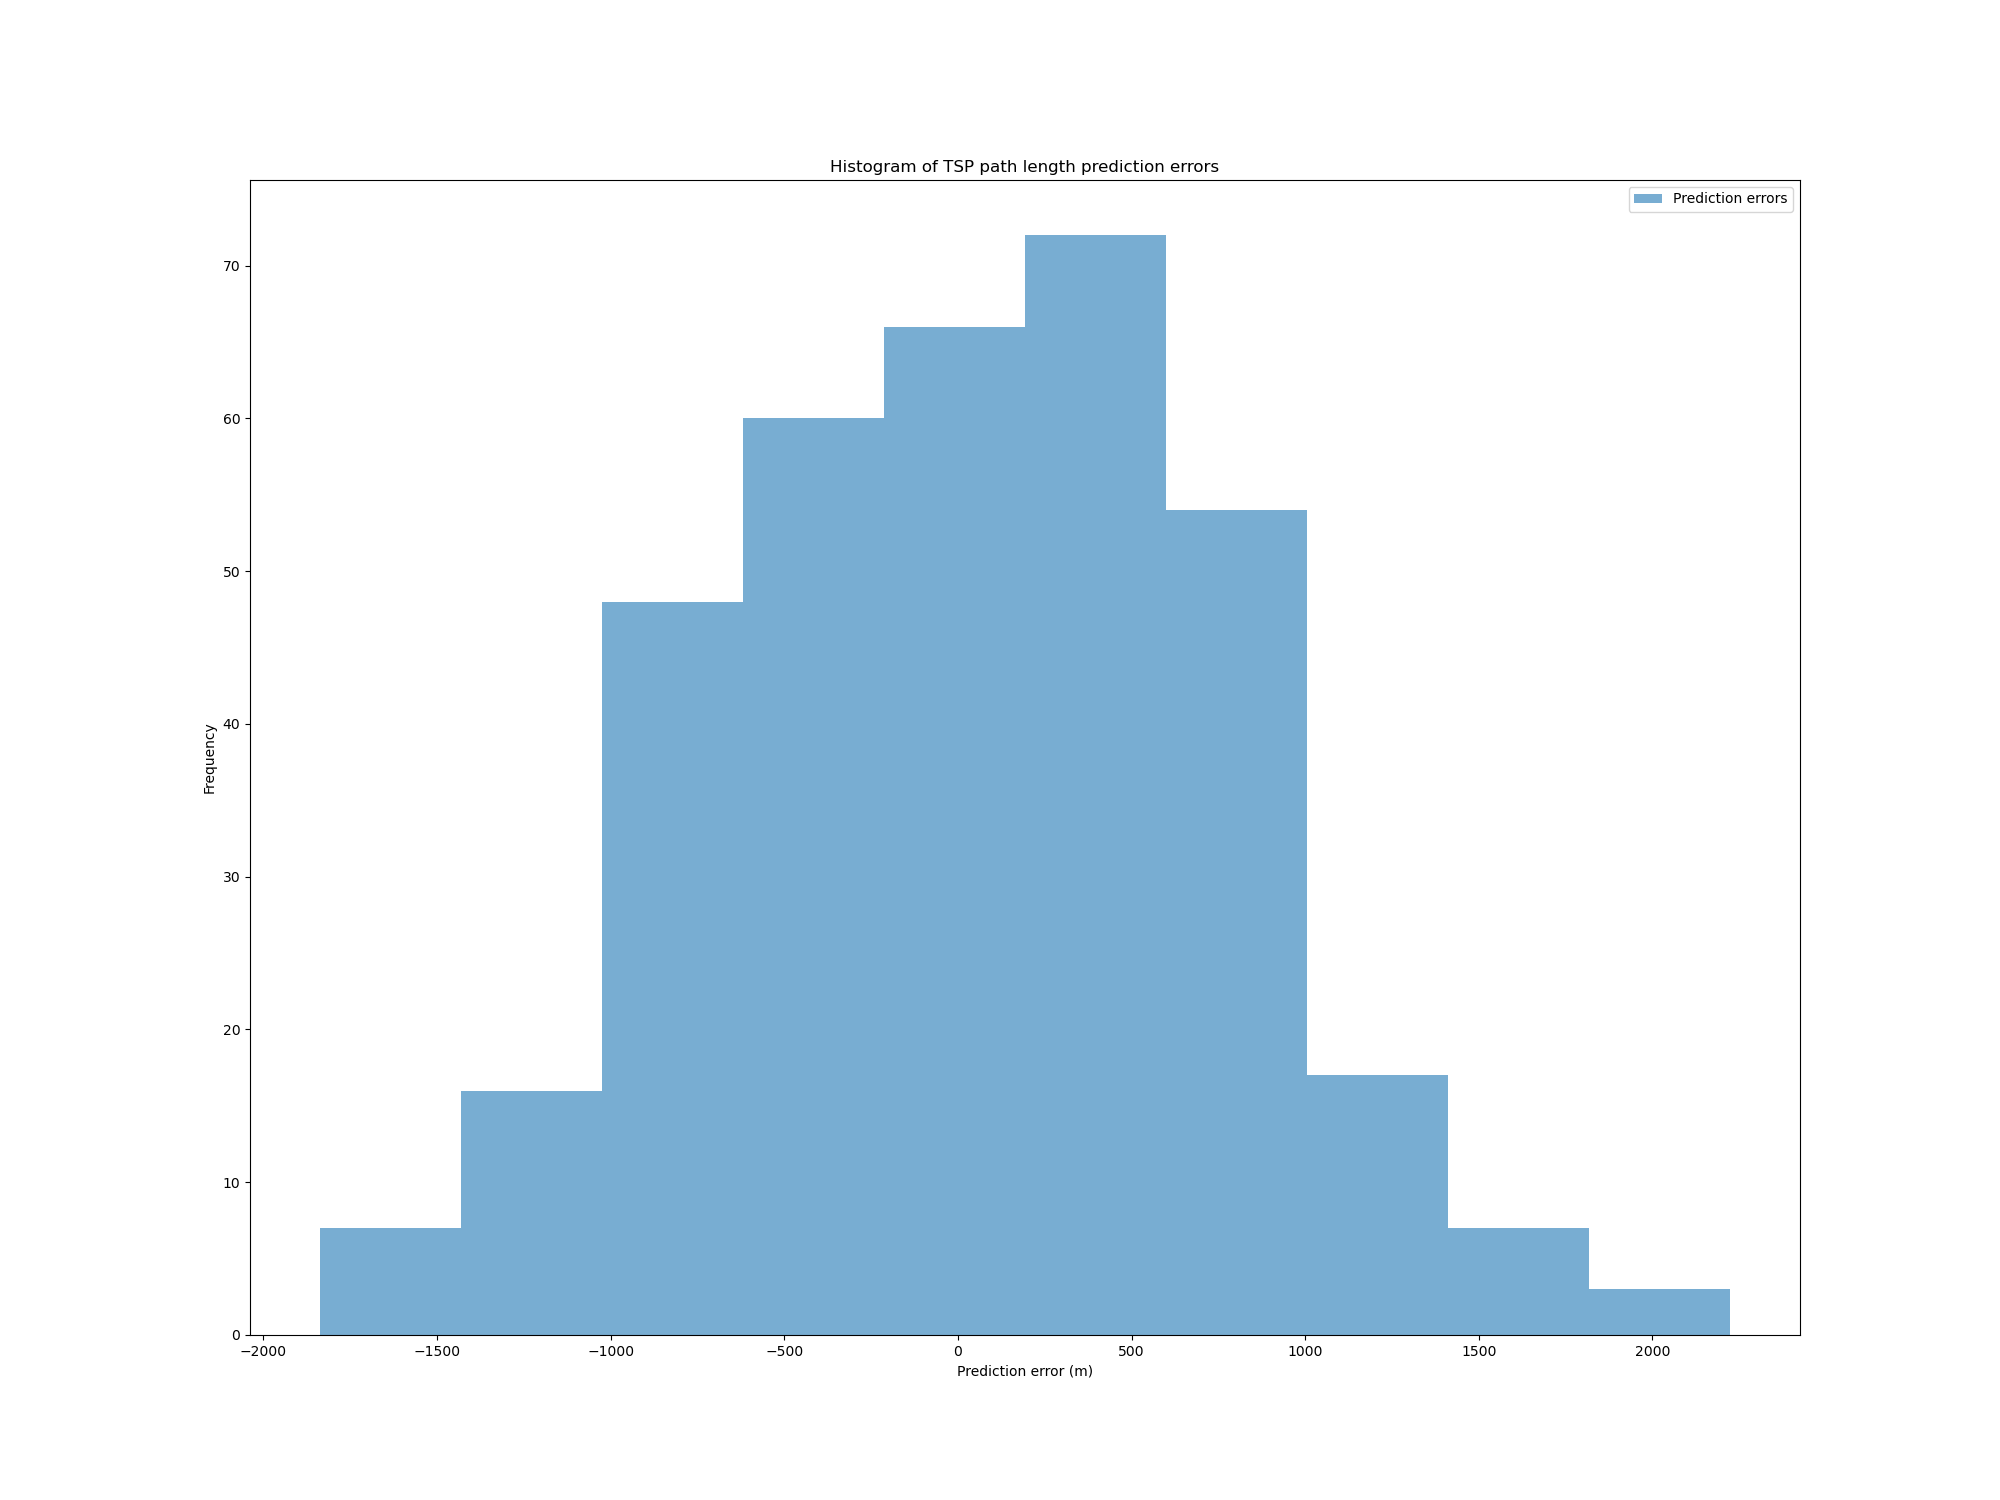 Histogram of TSP path length prediction errors
Prediction errors
70
60
50
40
30
20
10
0
Frequency
−2000 −1500 −1000 −500 0 500 1000 1500 2000
Prediction error (m)